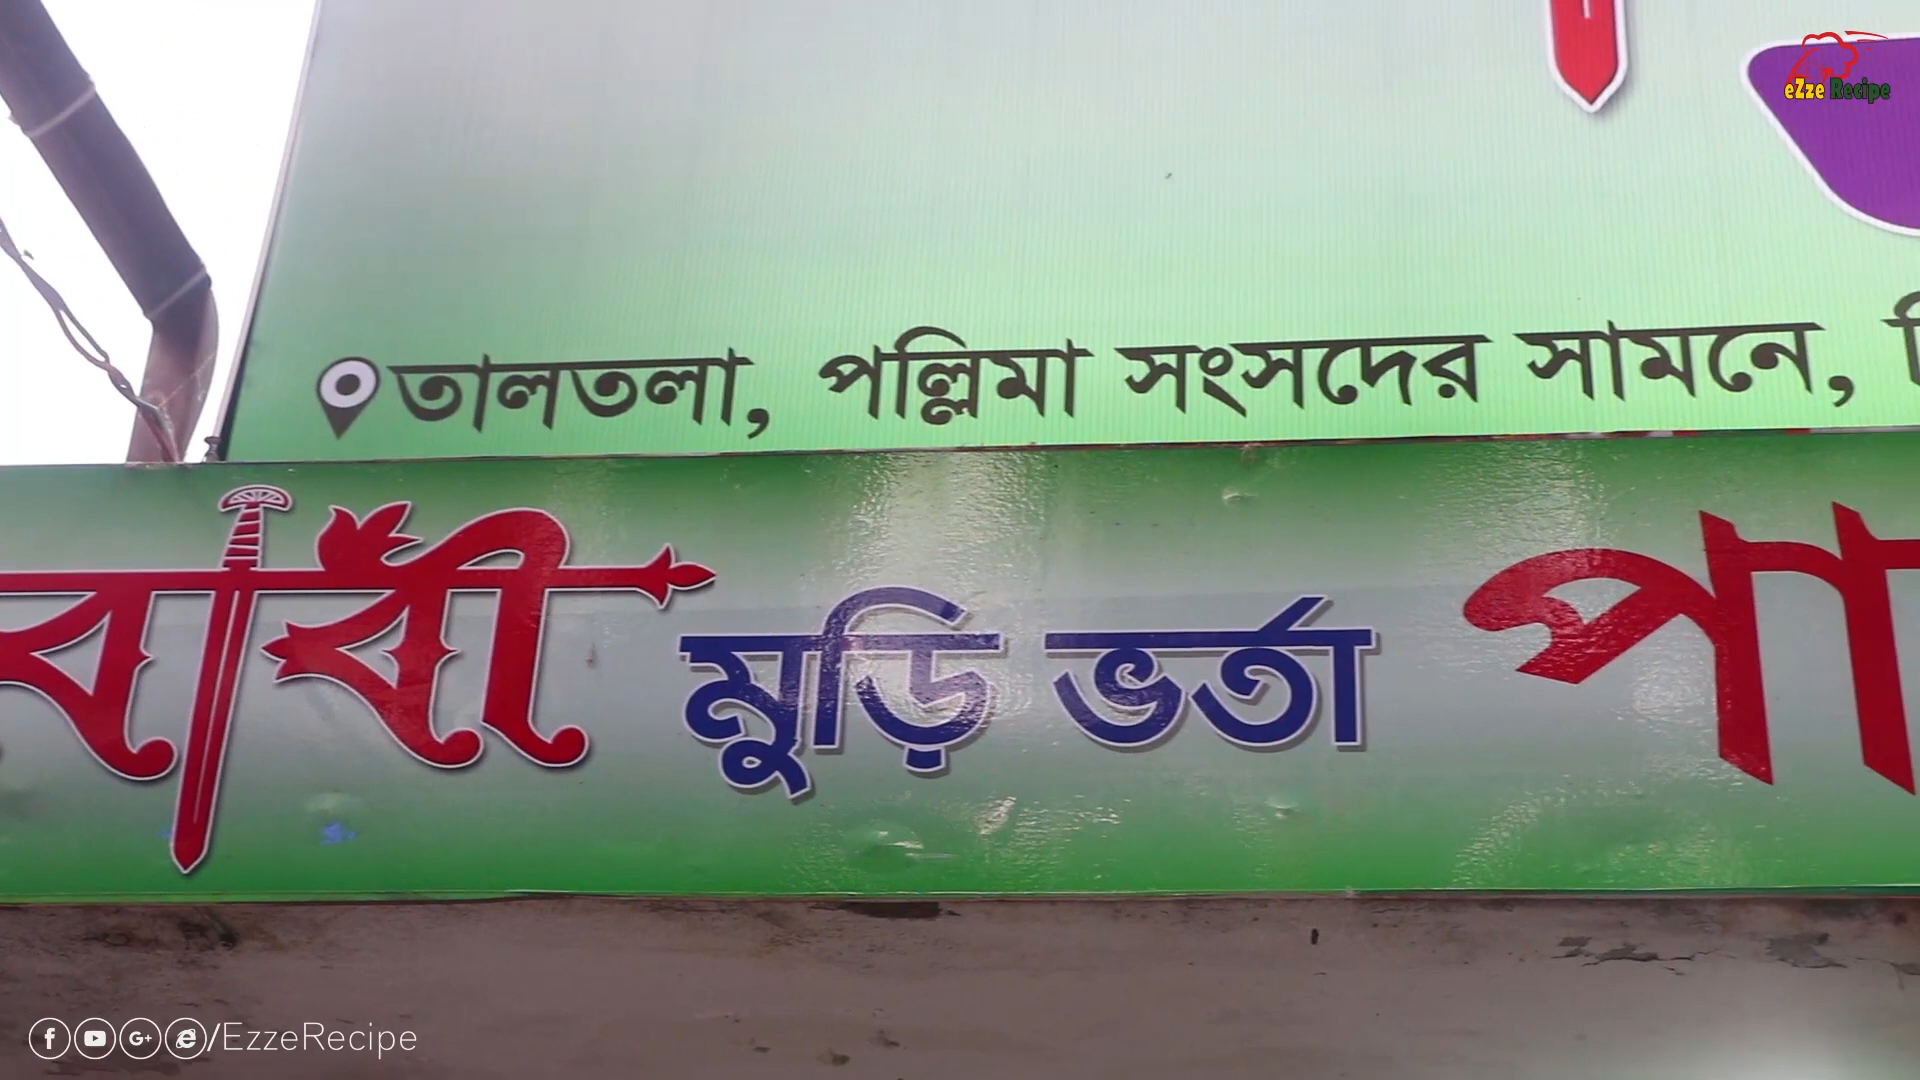 eZze Recipe
তালতলা, পল্লিমা সংসদের সামনে,
মুড়ি ভর্তা
/EzzeRecipe